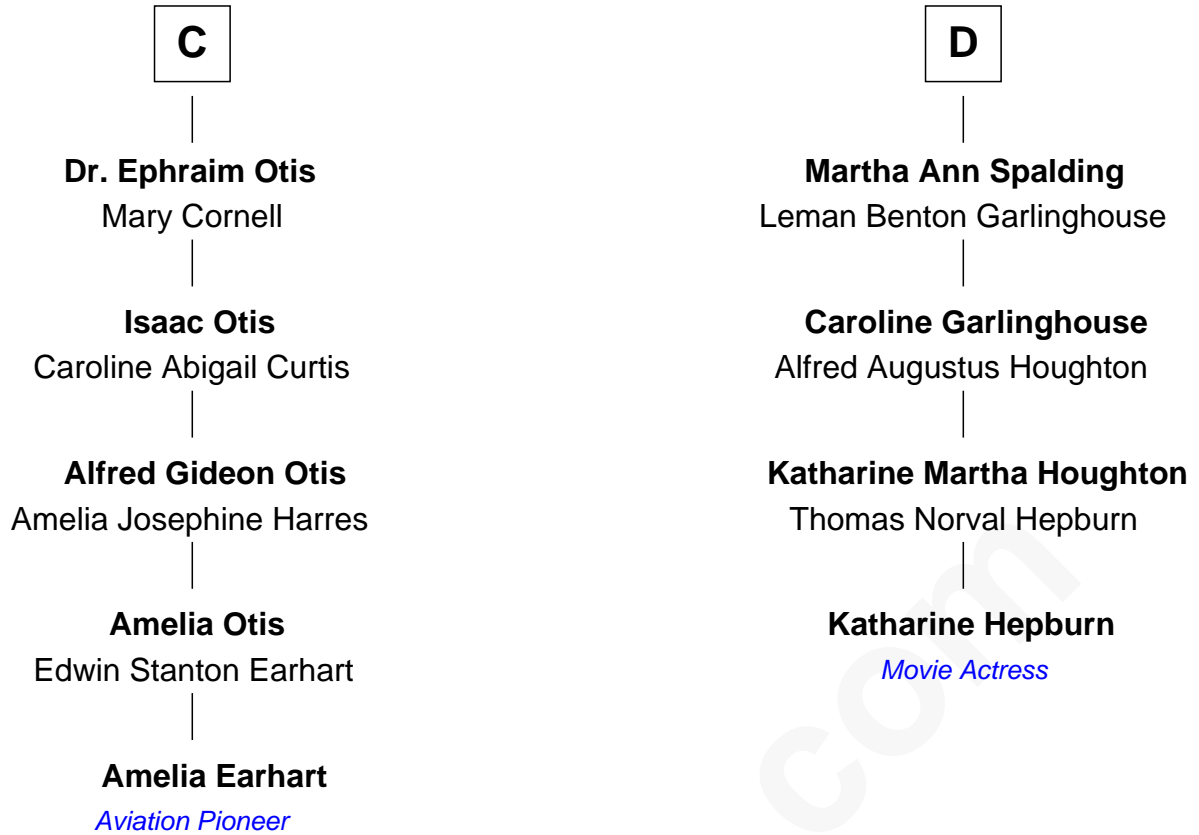 C
Dr. Ephraim Otis
Mary Cornell
Isaac Otis
Caroline Abigail Curtis
Alfred Gideon Otis
Amelia Josephine Harres
Amelia Otis
Edwin Stanton Earhart
Amelia Earhart
Aviation Pioneer
D
Martha Ann Spalding
Leman Benton Garlinghouse
Caroline Garlinghouse
Alfred Augustus Houghton
Katharine Martha Houghton
Thomas Norval Hepburn
Katharine Hepburn
Movie Actress
com